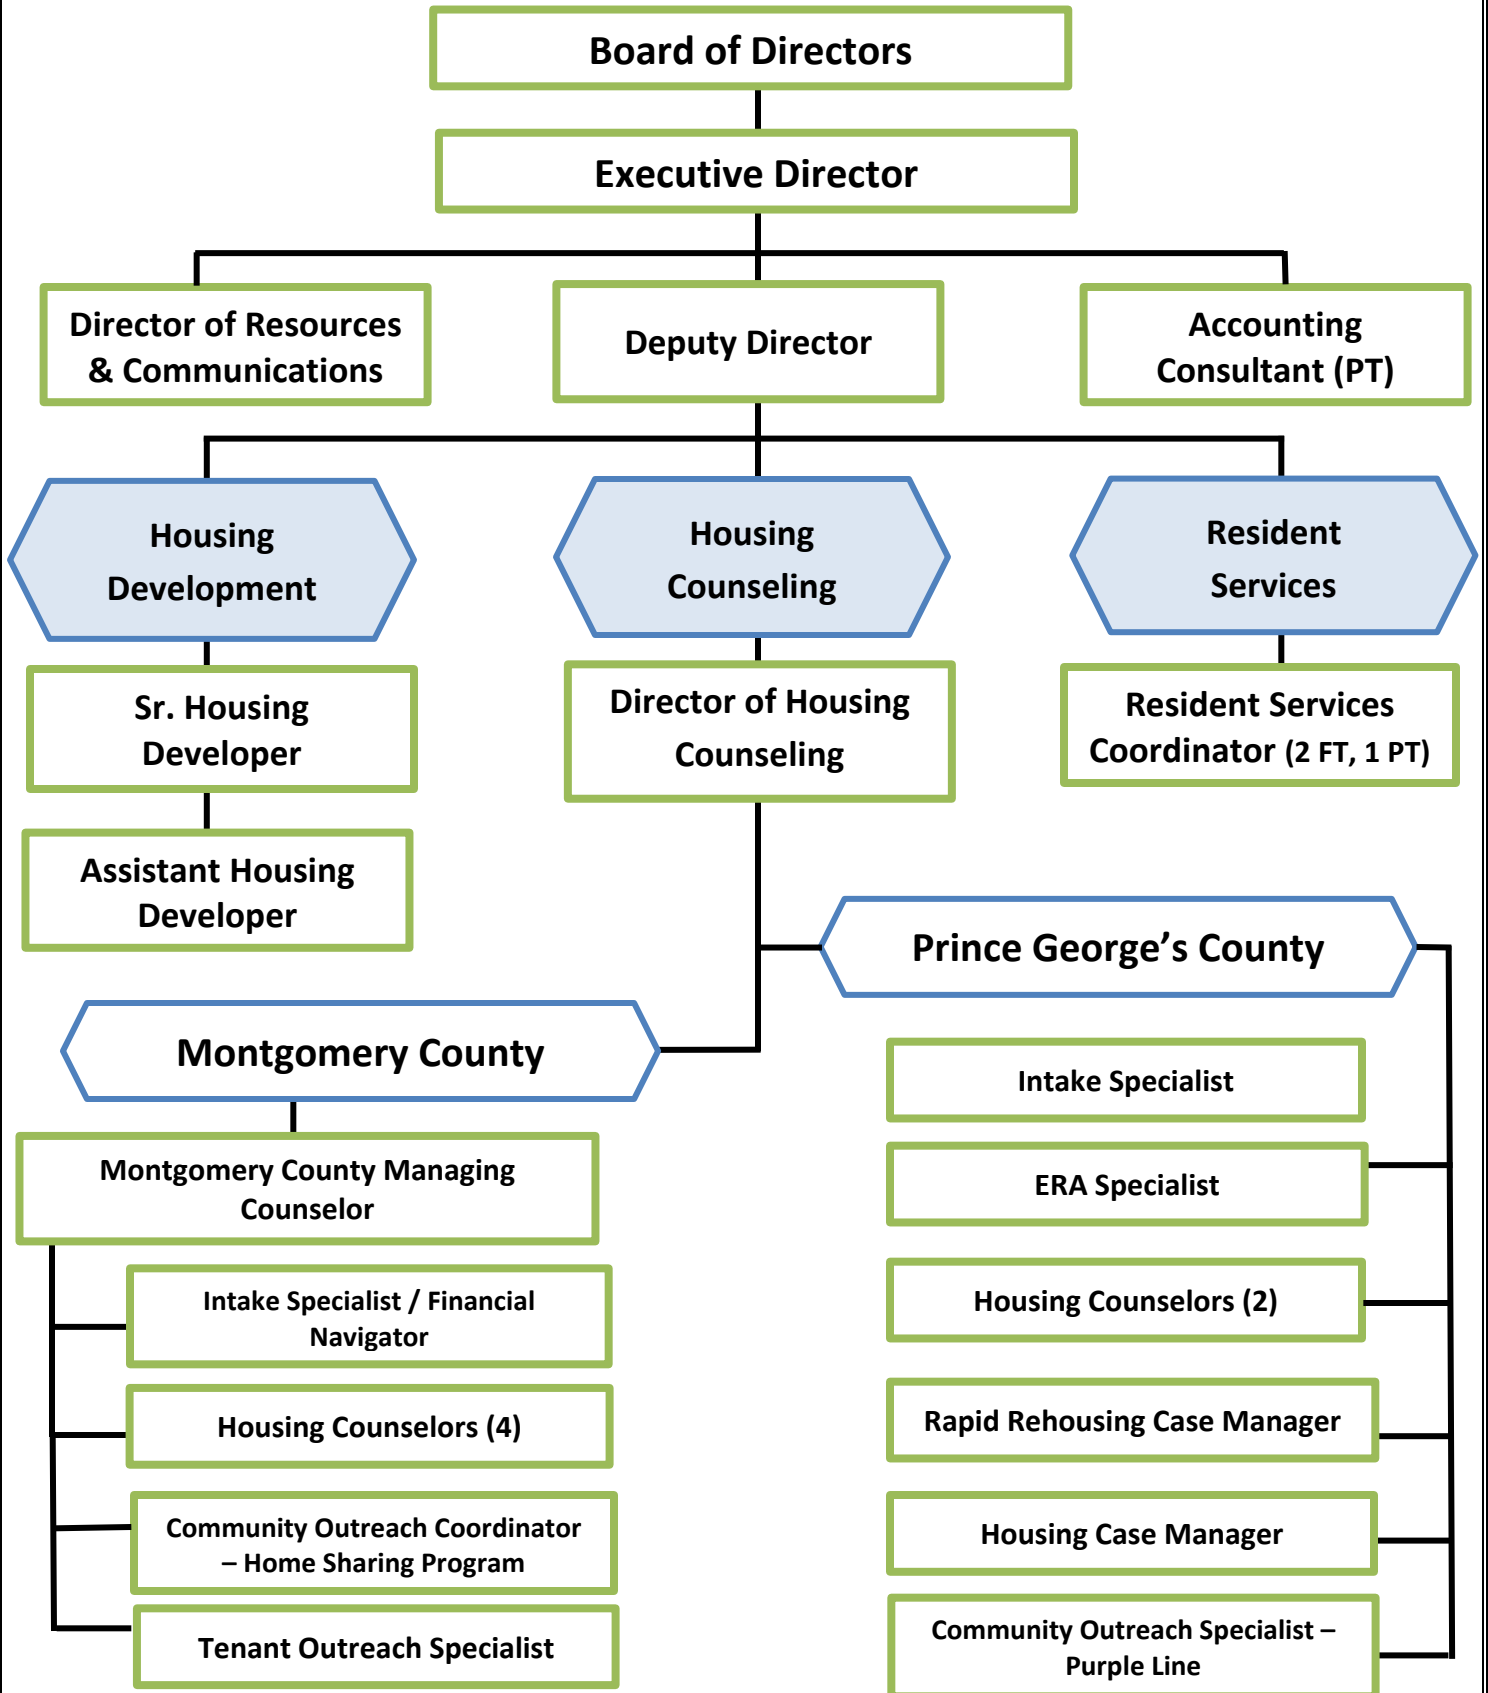 Board of Directors
Executive Director
Director of Resources
& Communications
Deputy Director
Accounting
Consultant (PT)
Housing
Development
Housing
Counseling
Resident
Services
Sr. Housing
Developer
Director of Housing
Counseling
Resident Services
Coordinator (2 FT, 1 PT)
Assistant Housing
Developer
Prince George’s County
Montgomery County
Montgomery County Managing
Counselor
Intake Specialist / Financial
Navigator
Housing Counselors (4)
Community Outreach Coordinator
– Home Sharing Program
Tenant Outreach Specialist
Intake Specialist
ERA Specialist
Housing Counselors (2)
Rapid Rehousing Case Manager
Housing Case Manager
Community Outreach Specialist –
Purple Line